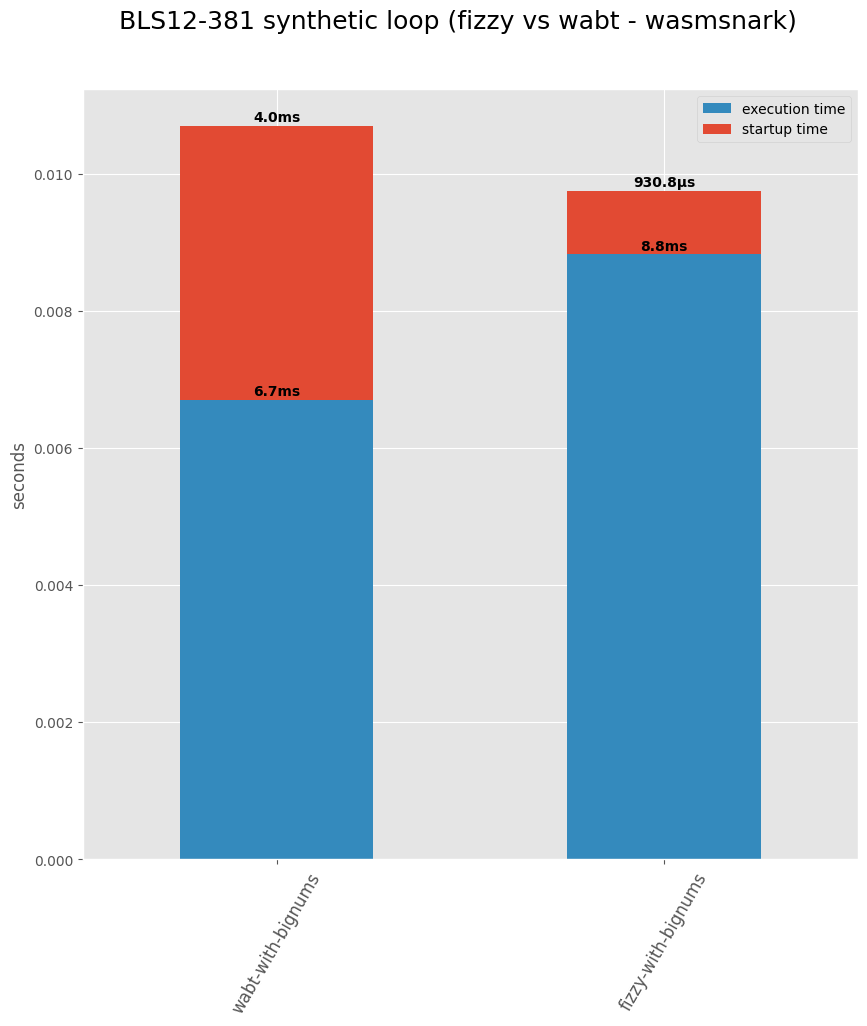 BLS12-381 synthetic loop (fizzy vs wabt - wasmsnark)
execution time
startup time
4.0ms
930.8µs
8.8ms
6.7ms
0.010
0.008
0.006
0.004
0.002
0.000
seconds
wabt-with-bignums
fizzy-with-bignums